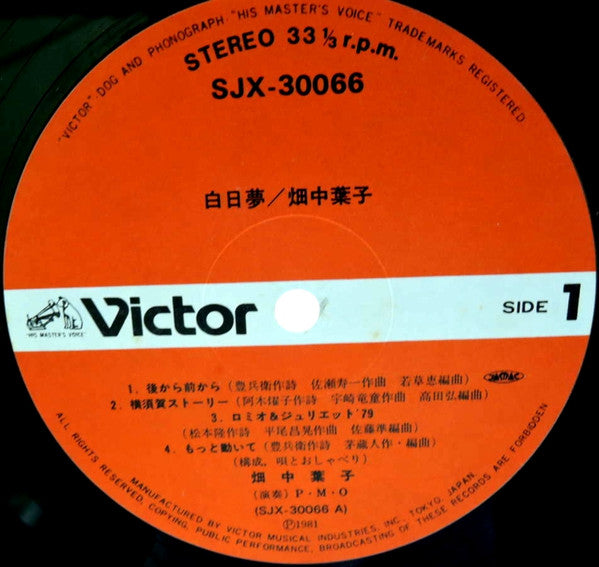 "VICTOR" DOG AND PHONOGRAPH · "HIS MASTER'S VOICE" TRADEMARKS REGISTERED.
STEREO 33 1/3 r.p.m.
SJX-30066
白日夢／畑中葉子
"HIS MASTER'S VOICE"
Victor
SIDE 1
1. 後から前から（豊兵衛作詩 佐瀬寿一作曲 若草恵編曲）
JASRAC
2. 横須賀ストーリー（阿木燿子作詩 宇崎竜童作曲 高田弘編曲）
3. ロミオ&ジュリエット'79
（松本隆作詩 平尾昌晃作曲 佐藤準編曲）
4. もっと動いて（豊兵衛作詩 茅蔵人作・編曲）
（構成，唄とおしゃべり）
畑中葉子
（演奏）P・M・O
(SJX-30066 A)
Ⓟ1981
MANUFACTURED BY VICTOR MUSICAL INDUSTRIES, INC. TOKYO, JAPAN
ALL RIGHTS RESERVED, COPYING, PUBLIC PERFORMANCE, BROADCASTING OF THESE RECORDS ARE FORBIDDEN